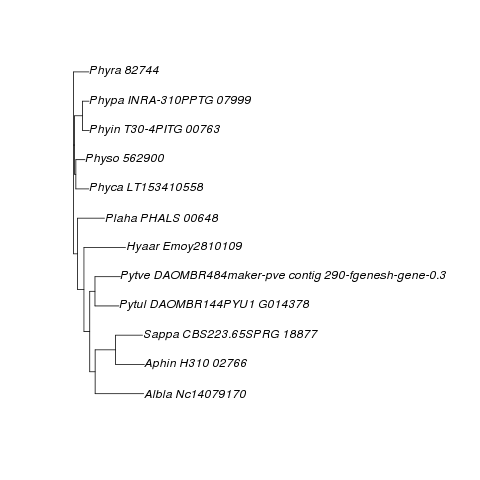 Phyra 82744
Phypa INRA-310PPTG 07999
Phyin T30-4PITG 00763
Physo 562900
Phyca LT153410558
Plaha PHALS 00648
Hyaar Emoy2810109
Pytve DAOMBR484maker-pve contig 290-fgenesh-gene-0.3
Pytul DAOMBR144PYU1 G014378
Sappa CBS223.65SPRG 18877
Aphin H310 02766
Albla Nc14079170